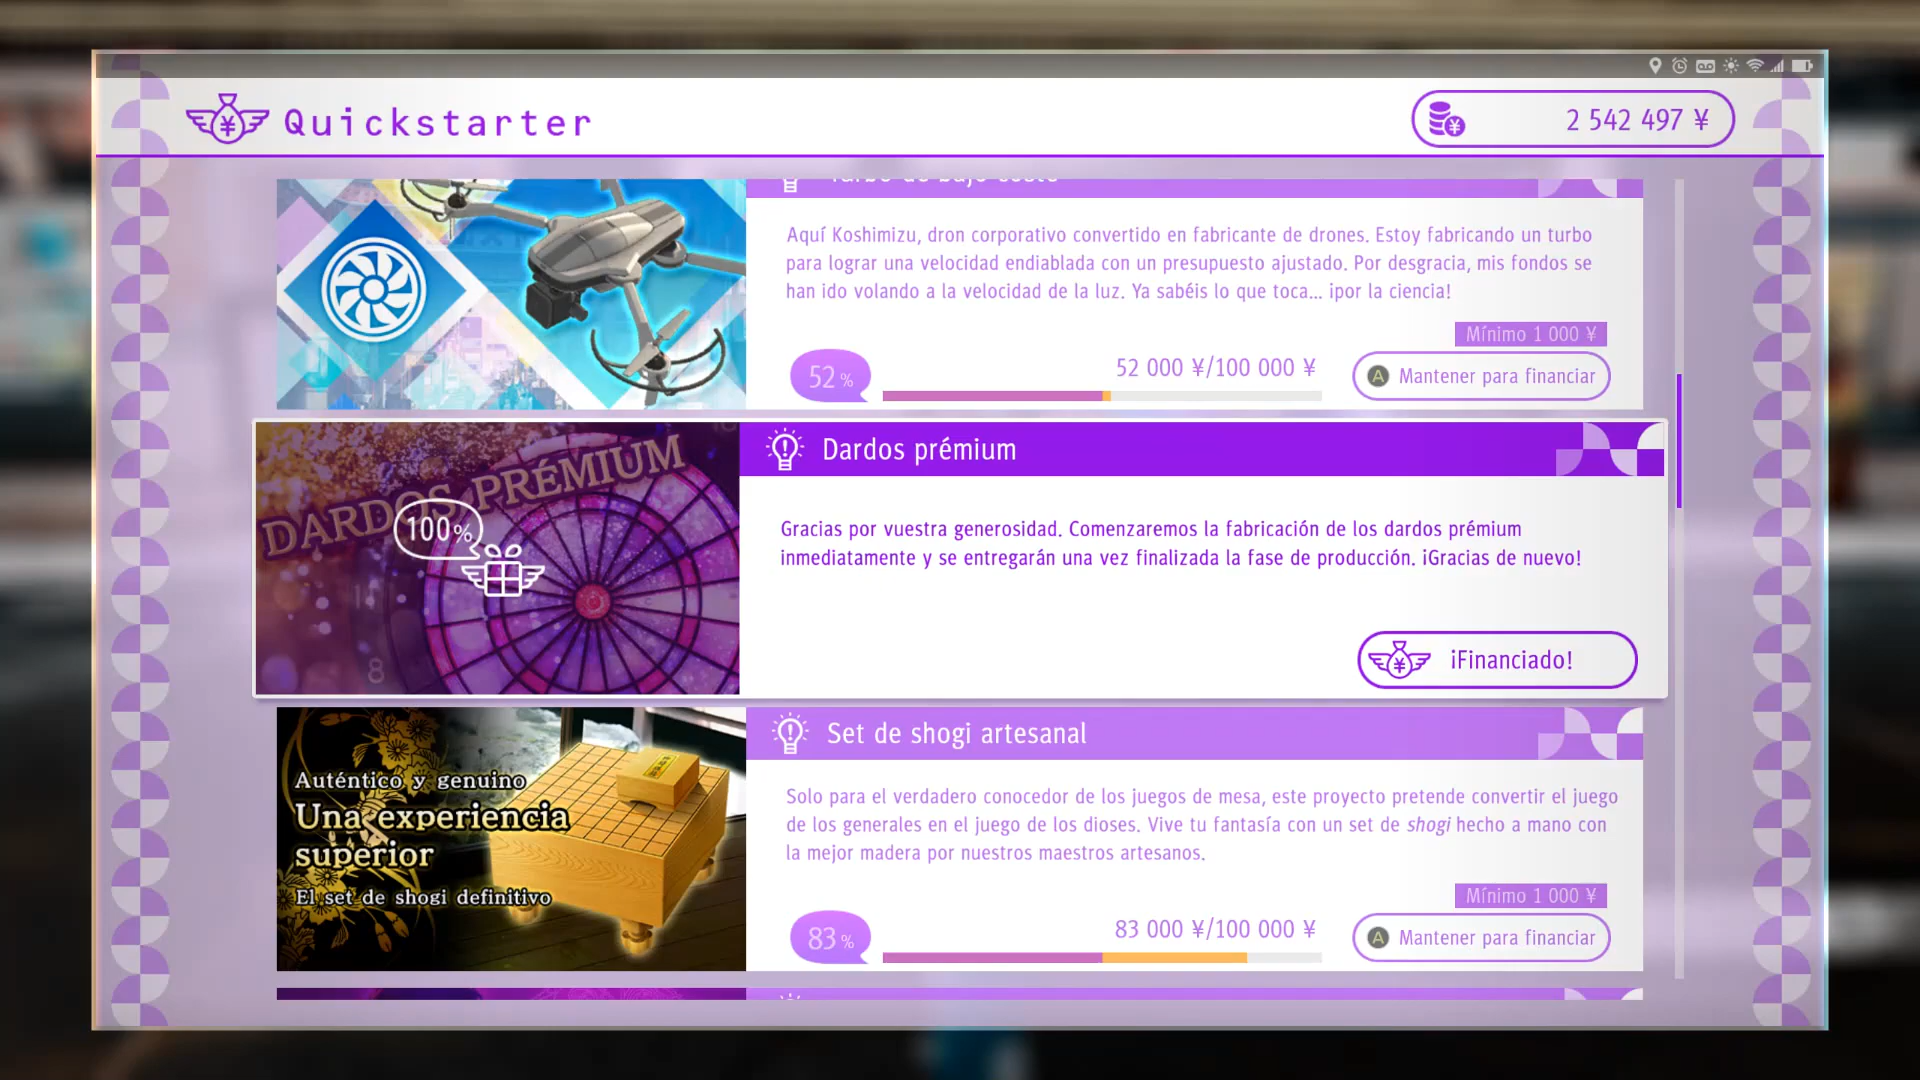 Quickstarter
2 542 497 ¥
Turbo de bajo coste
Aquí Koshimizu, dron corporativo convertido en fabricante de drones. Estoy fabricando un turbo
para lograr una velocidad endiablada con un presupuesto ajustado. Por desgracia, mis fondos se
han ido volando a la velocidad de la luz. Ya sabéis lo que toca... ¡por la ciencia!
Mínimo 1 000 ¥
52 %
52 000 ¥/100 000 ¥
A Mantener para financiar
DARDOS PRÉMIUM
100%
8
Dardos prémium
Gracias por vuestra generosidad. Comenzaremos la fabricación de los dardos prémium
inmediatamente y se entregarán una vez finalizada la fase de producción. ¡Gracias de nuevo!
¡Financiado!
Auténtico y genuino
Una experiencia
superior
El set de shogi definitivo
Set de shogi artesanal
Solo para el verdadero conocedor de los juegos de mesa, este proyecto pretende convertir el juego
de los generales en el juego de los dioses. Vive tu fantasía con un set de shogi hecho a mano con
la mejor madera por nuestros maestros artesanos.
Mínimo 1 000 ¥
83 %
83 000 ¥/100 000 ¥
A Mantener para financiar